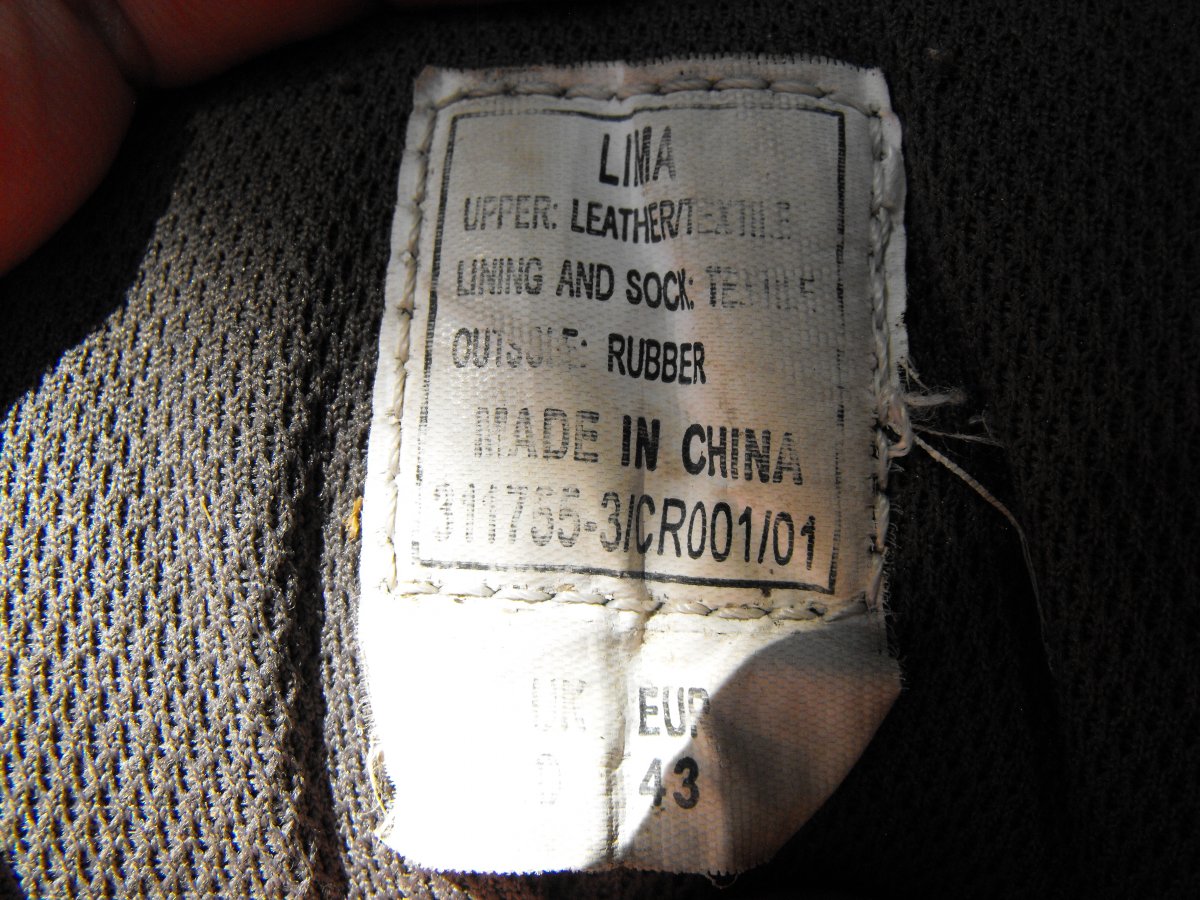 LIMA
UPPER: LEATHER/TEXTILE
LINING AND SOCK: TEXTILE
OUTSOLE: RUBBER
MADE IN CHINA
311735-3/CR001/01
UK EUR
43